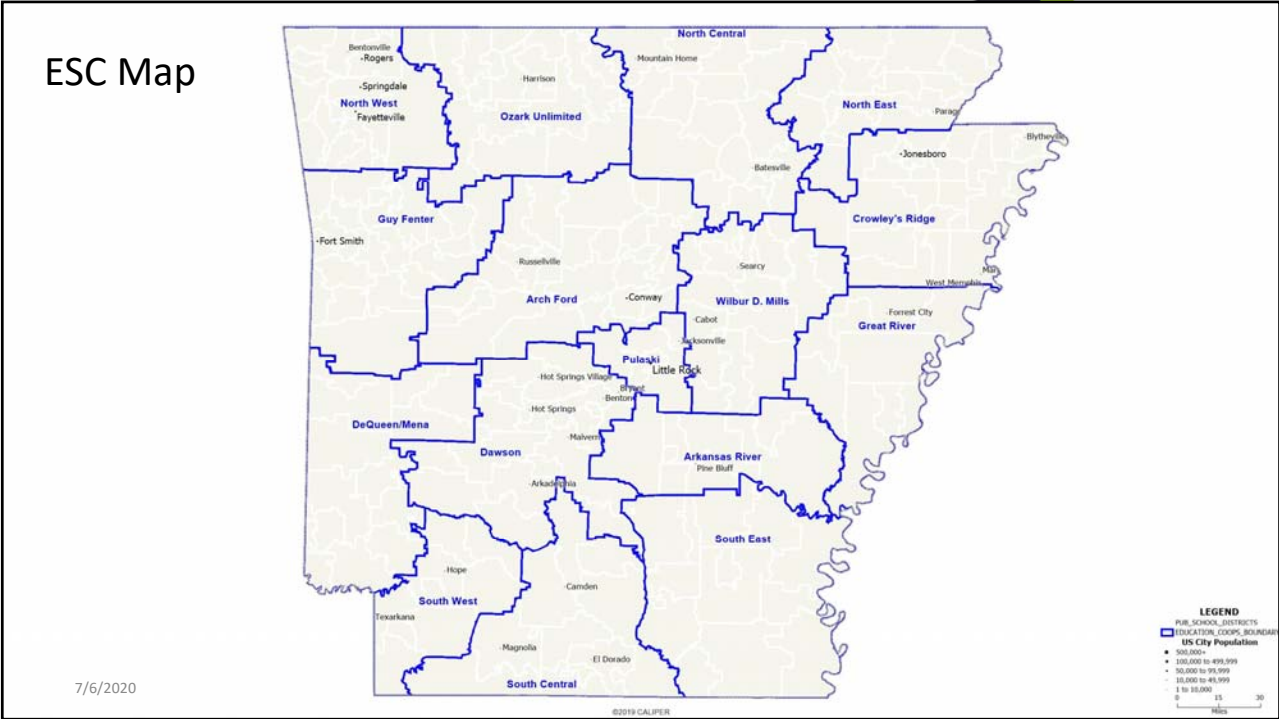 ESC Map
North Central
Bentonville
Rogers
Mountain Home
Harrison
Springdale
North West
North East
Fayetteville
Ozark Unlimited
Parag
Blytheville
Jonesboro
Batesville
Guy Fenter
Crowley's Ridge
Fort Smith
Russellville
Searcy
Mar
West Memphis
Arch Ford
Conway
Wilbur D. Mills
Forrest City
Cabot
Great River
Jacksonville
Pulaski
Little Rock
Hot Springs Village
Bryant
Benton
Hot Springs
DeQueen/Mena
Malvern
Dawson
Arkansas River
Pine Bluff
Arkadelphia
South East
Hope
Camden
South West
Texarkana
Magnolia
El Dorado
South Central
LEGEND
PUB_SCHOOL_DISTRICTS
EDUCATION_COOPS_BOUNDARI
US City Population
500,000+
100,000 to 499,999
50,000 to 99,999
10,000 to 49,999
1 to 10,000
0 15 30
Miles
7/6/2020
©2019 CALIPER